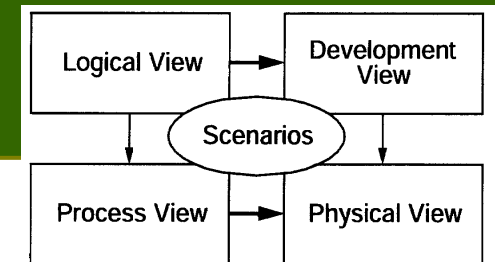 Logical View
Development
View
Scenarios
Process View
Physical View